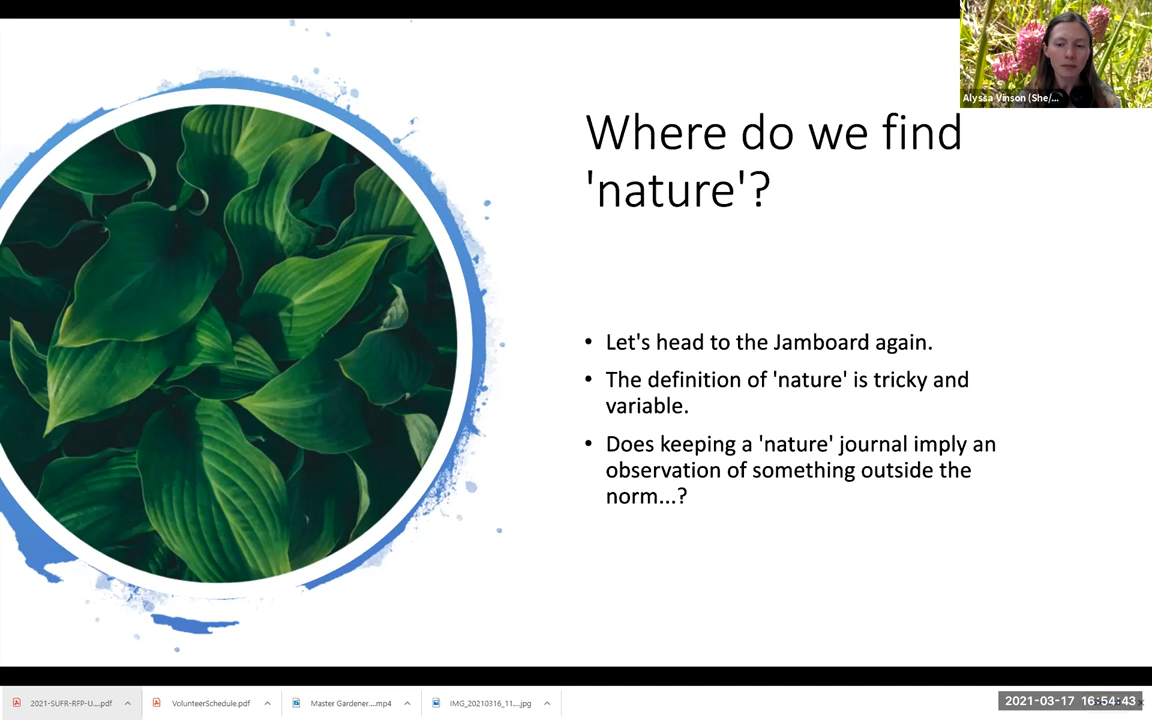 Alyssa Vinson (She/...
Where do we find
'nature'?
• Let's head to the Jamboard again.
• The definition of 'nature' is tricky and
variable.
• Does keeping a 'nature' journal imply an
observation of something outside the
norm...?
2021-SUFR-RFP-U....pdf
VolunteerSchedule.pdf
Master Gardener....mp4
IMG_20210316_11....jpg
2021-03-17 16:54:43